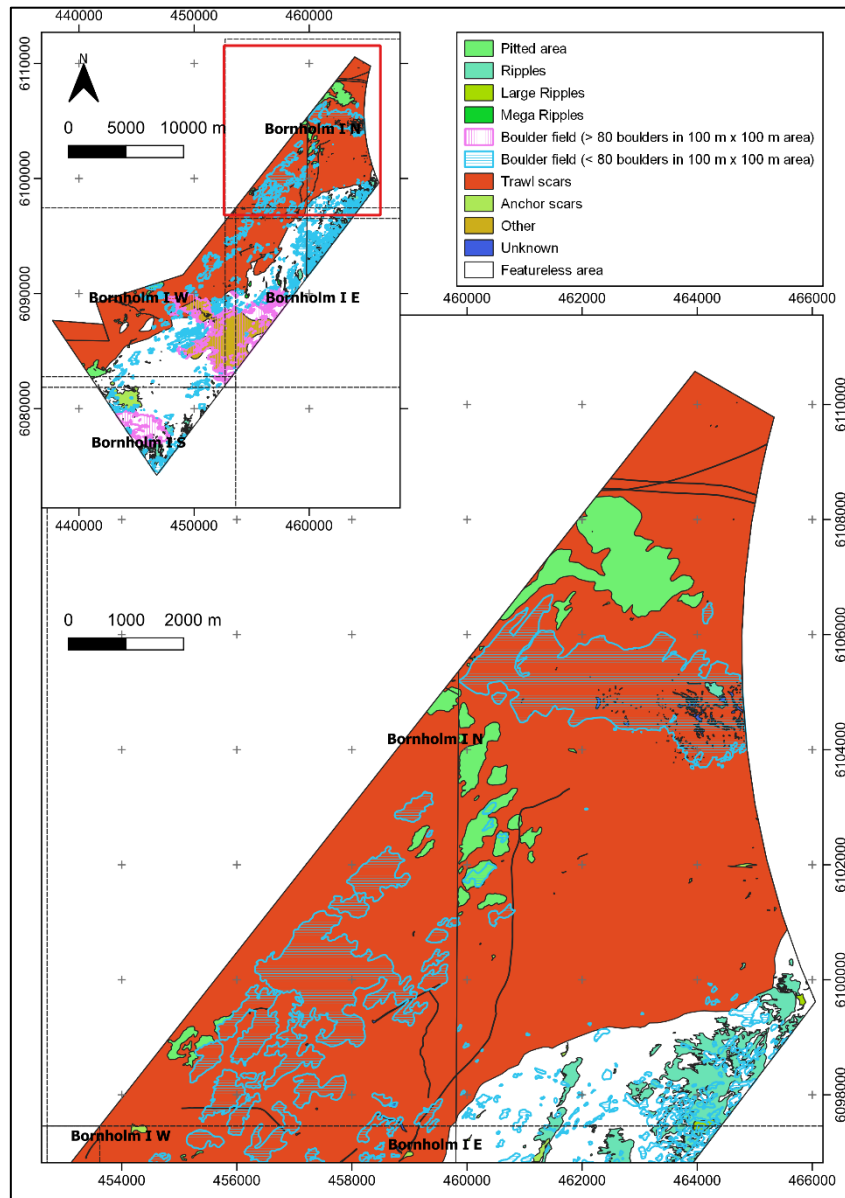 440000 450000 460000
6110000
6100000
6090000
6080000
N
0 5000 10000 m
Bornholm I N
Bornholm I W
Bornholm I E
Bornholm I S
440000 450000 460000
Pitted area
Ripples
Large Ripples
Mega Ripples
Boulder field (> 80 boulders in 100 m x 100 m area)
Boulder field (< 80 boulders in 100 m x 100 m area)
Trawl scars
Anchor scars
Other
Unknown
Featureless area
460000 462000 464000 466000
0 1000 2000 m
6110000
6108000
6106000
6104000
6102000
6100000
6098000
Bornholm I N
Bornholm I W
Bornholm I E
454000 456000 458000 460000 462000 464000 466000